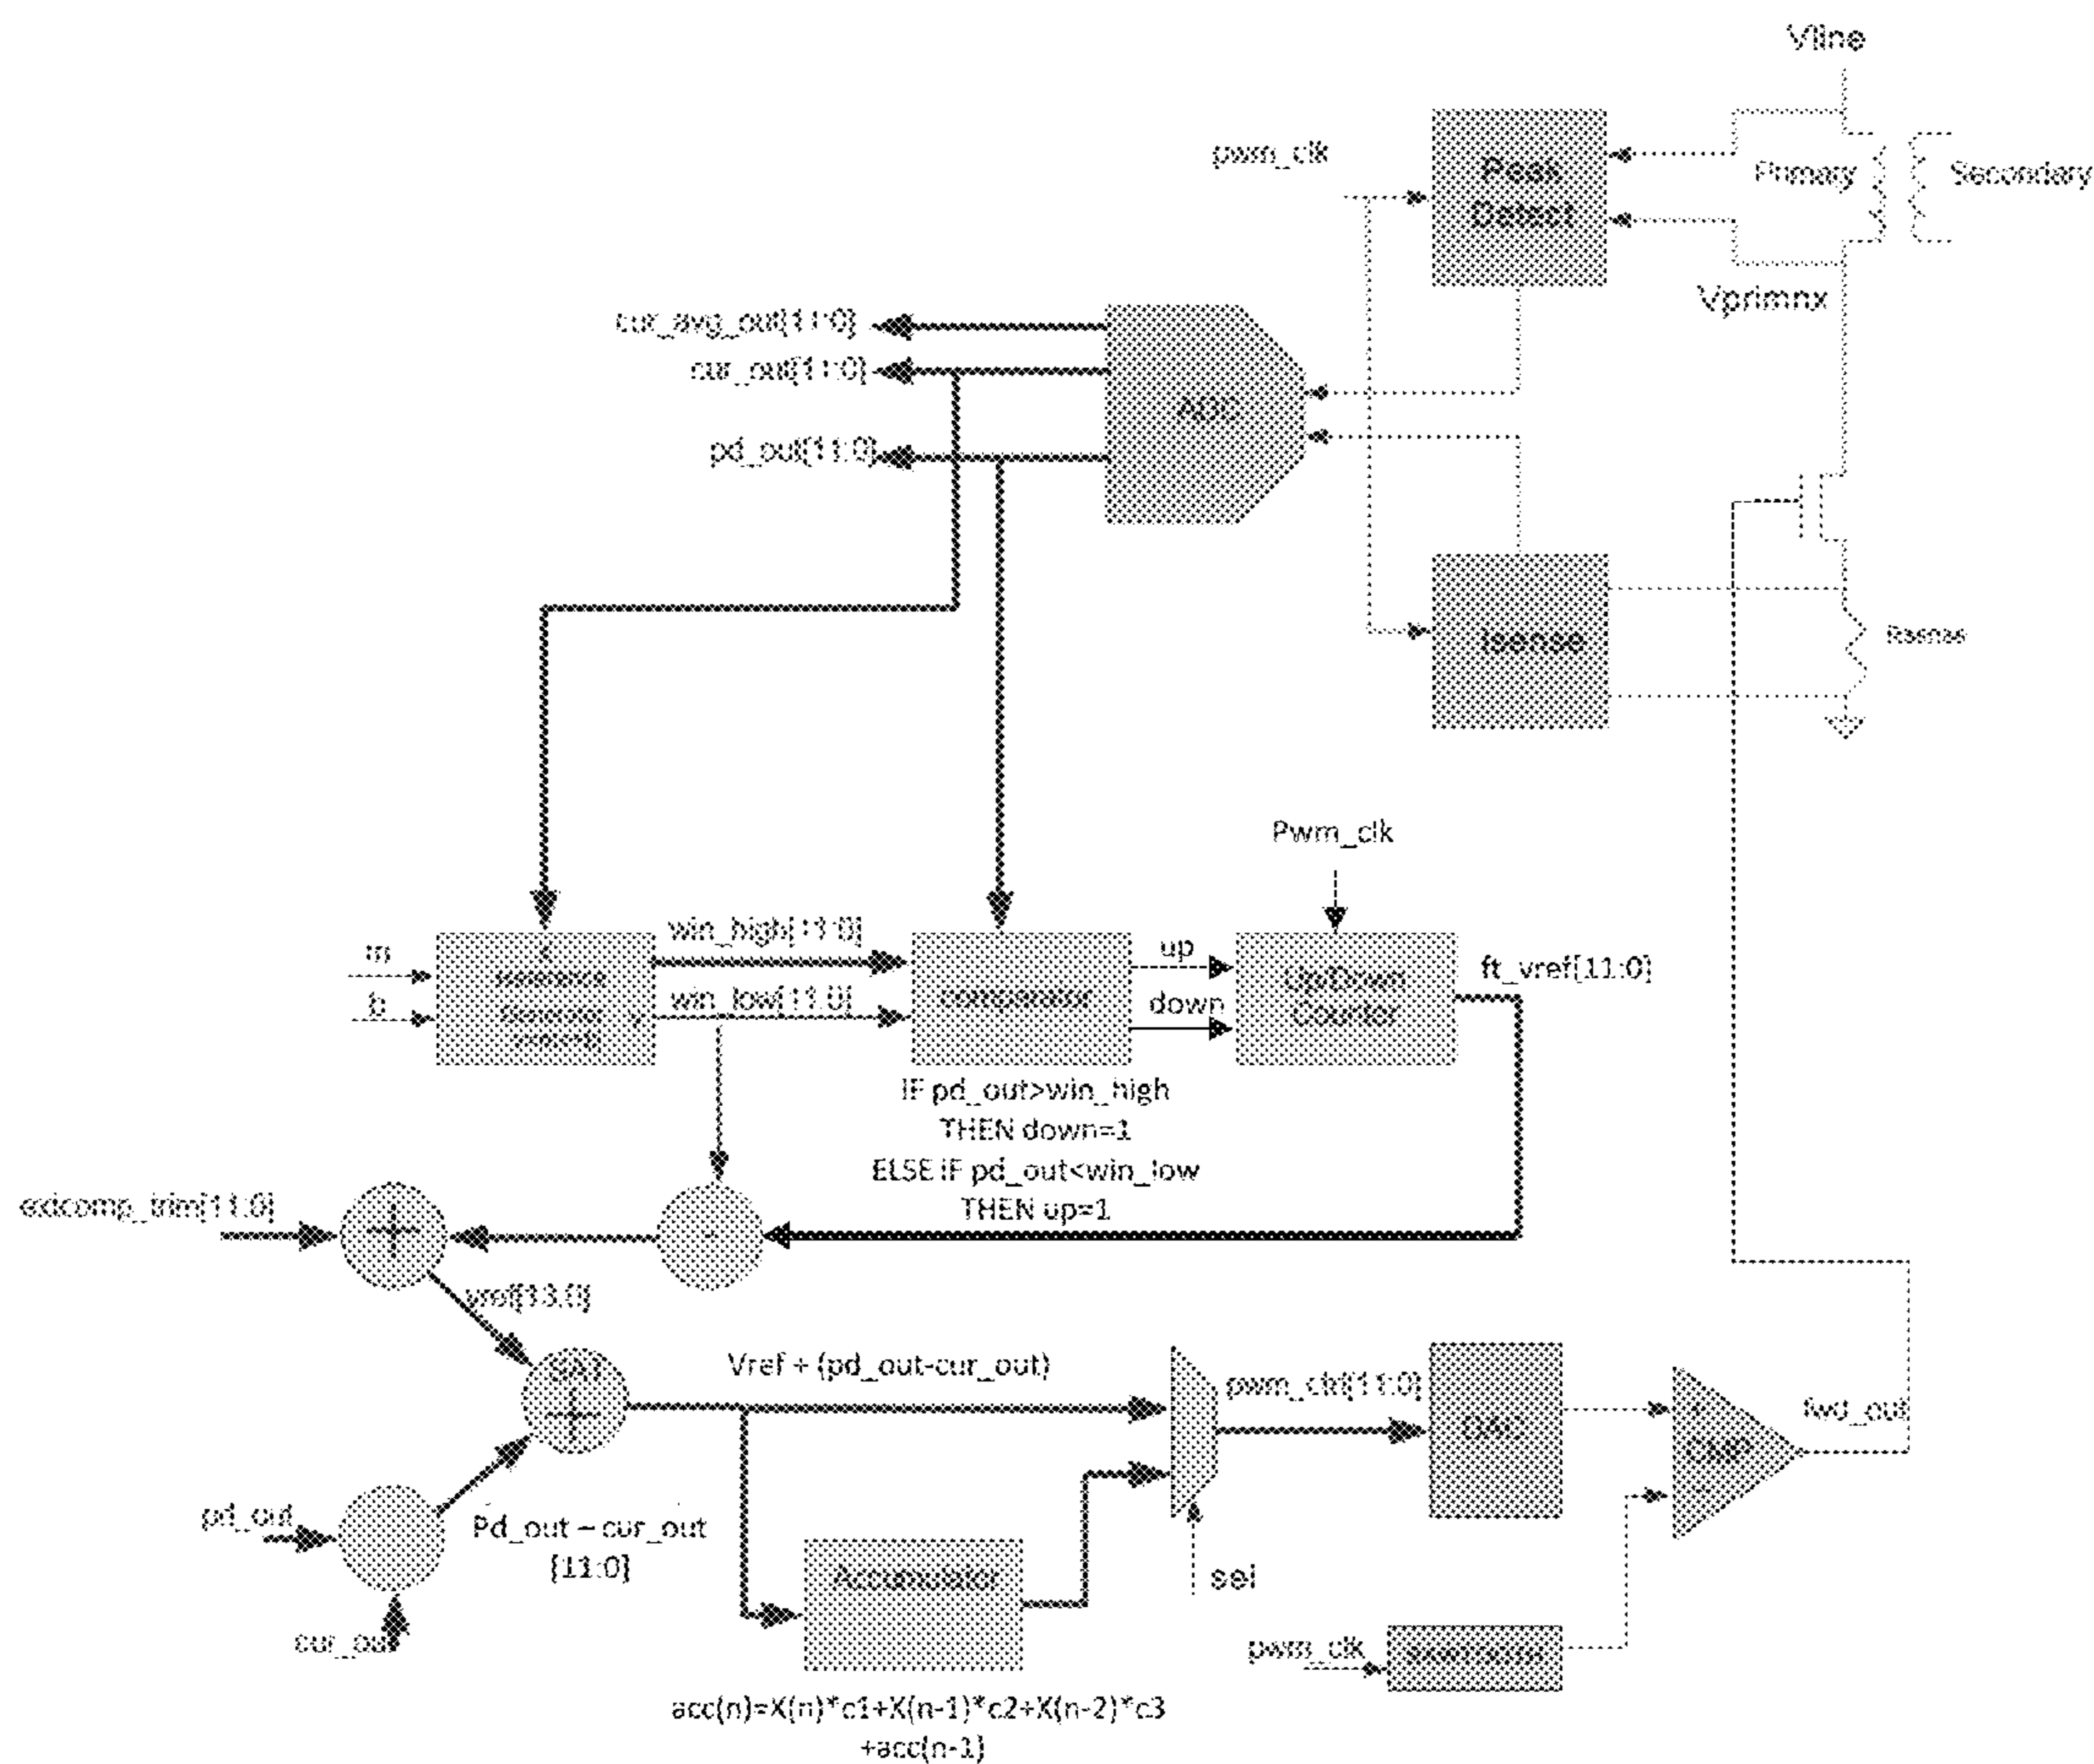 Vline
pwm_clk
Peak
Detect
Primary
Secondary
Vprimnx
cur_avg_out[11:0]
cur_out[11:0]
ADC
pd_out[11:0]
Isense
Rsense
Pwm_clk
m
b
win_high[11:0]
win_low[11:0]
comparator
up
down
Up/Down
Counter
ft_vref[11:0]
IF pd_out>win_high
THEN down=1
ELSE IF pd_out<win_low
THEN up=1
+
-
vref[13:0]
SAT
+
Vref + (pd_out-cur_out)
pwm_ctrl[11:0]
DAC
CMP
fwd_out
pd_out
Pd_out – cur_out
[11:0]
cur_out
Accumulator
sel
pwm_clk
acc(n)=X(n)*c1+X(n-1)*c2+X(n-2)*c3
+acc(n-1)